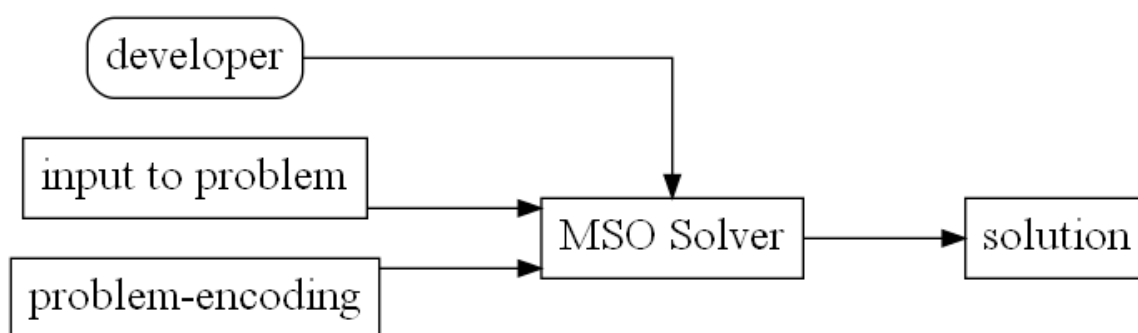 developer
input to problem
MSO Solver
solution
problem-encoding